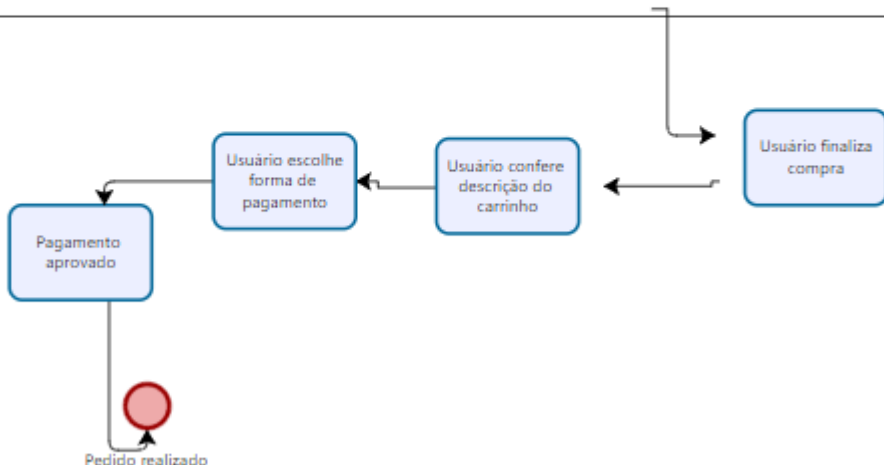 Usuário finaliza
compra
Usuário confere
descrição do
carrinho
Usuário escolhe
forma de
pagamento
Pagamento
aprovado
Pedido realizado